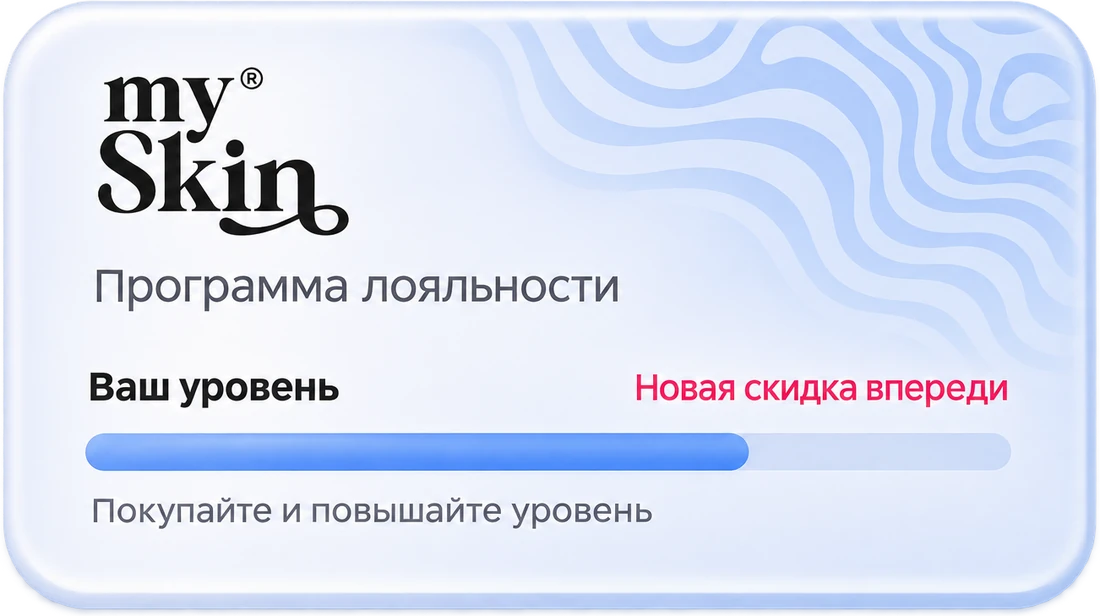 my®
Skin
Программа лояльности
Ваш уровень
Новая скидка впереди
Покупайте и повышайте уровень